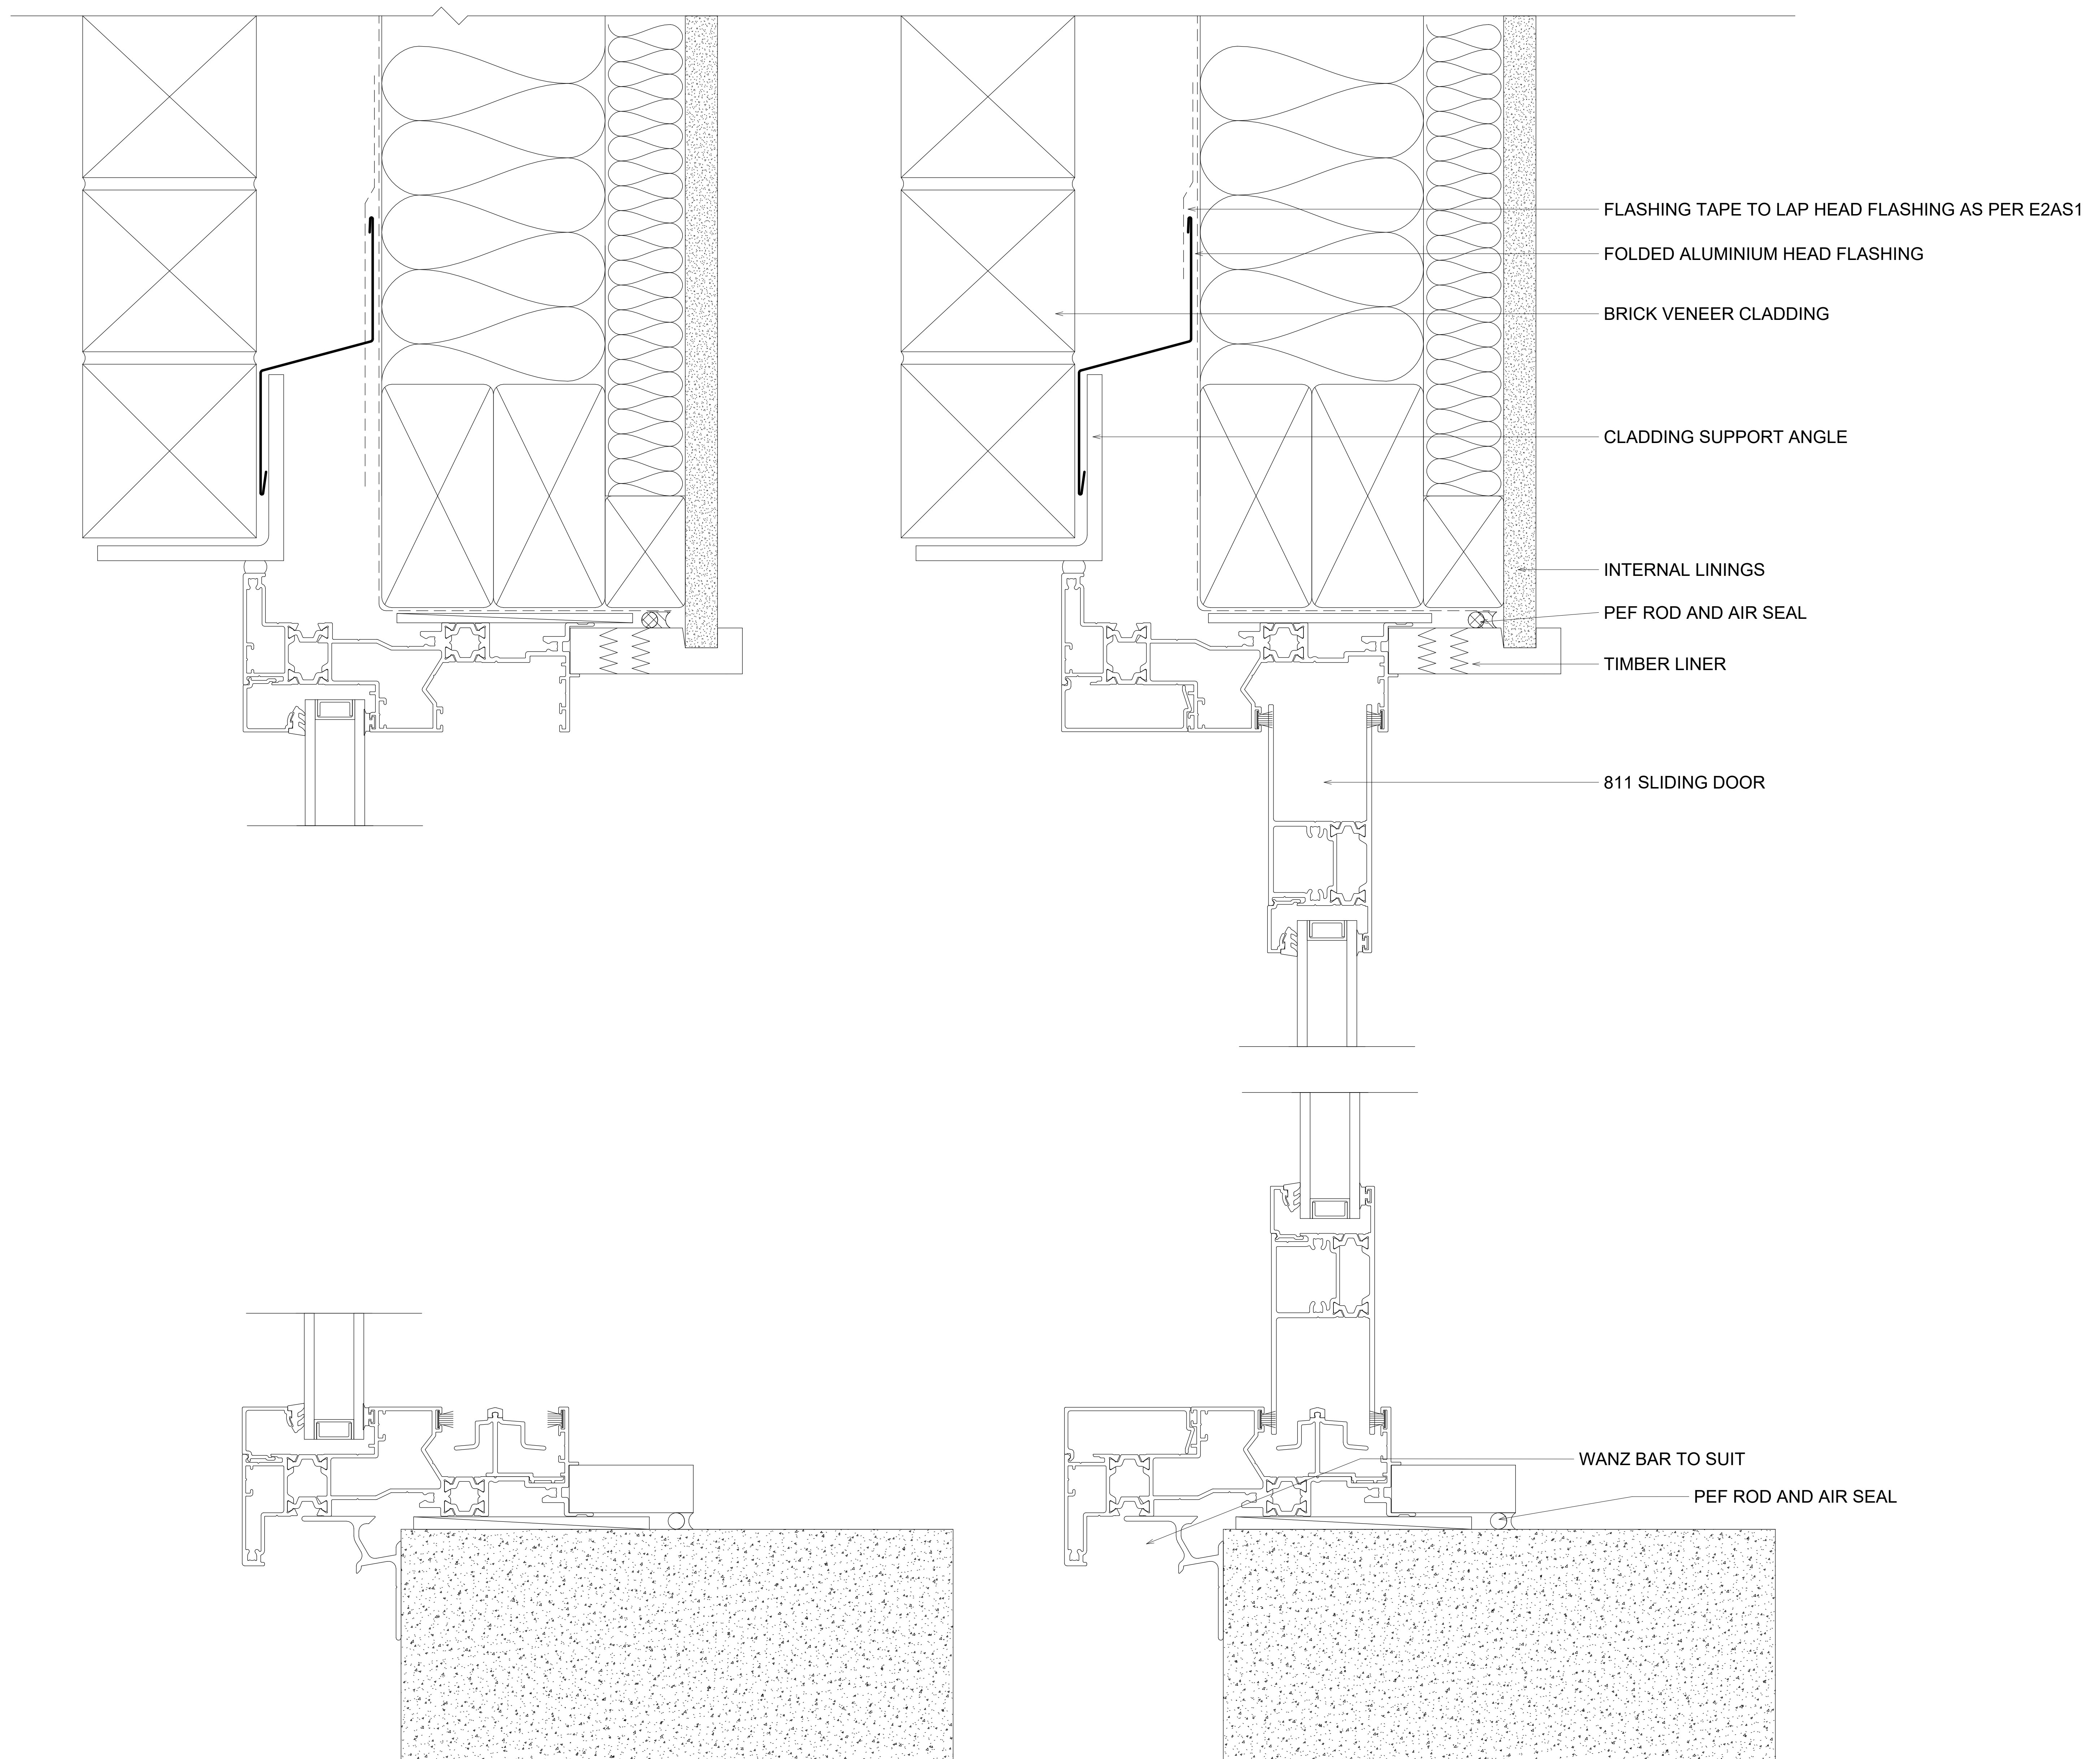 FLASHING TAPE TO LAP HEAD FLASHING AS PER E2AS1
FOLDED ALUMINIUM HEAD FLASHING
BRICK VENEER CLADDING
CLADDING SUPPORT ANGLE
INTERNAL LININGS
PEF ROD AND AIR SEAL
TIMBER LINER
811 SLIDING DOOR
WANZ BAR TO SUIT
PEF ROD AND AIR SEAL